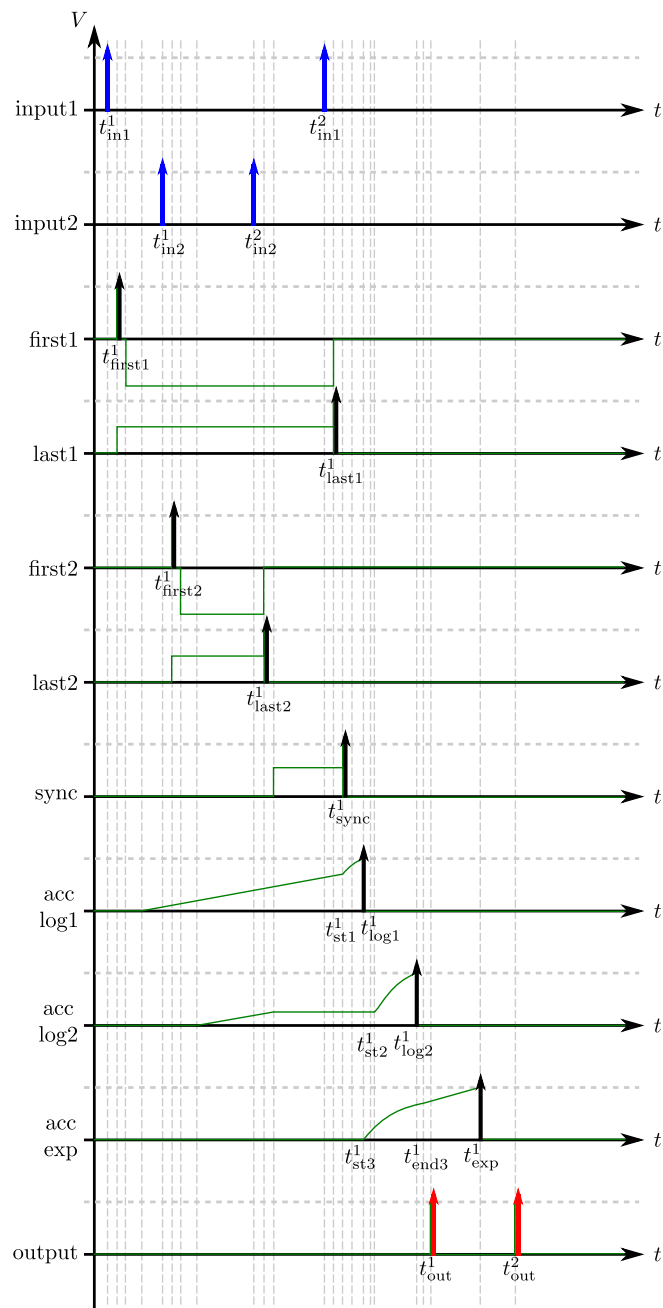 V
input1 t
t^1_in1 t^2_in1
input2 t
t^1_in2 t^2_in2
first1 t
t^1_first1
last1 t
t^1_last1
first2 t
t^1_first2
last2 t
t^1_last2
sync t
t^1_sync
acc
log1 t
t^1_st1 t^1_log1
acc
log2 t
t^1_st2 t^1_log2
acc
exp t
t^1_st3 t^1_end3 t^1_exp
output t
t^1_out t^2_out